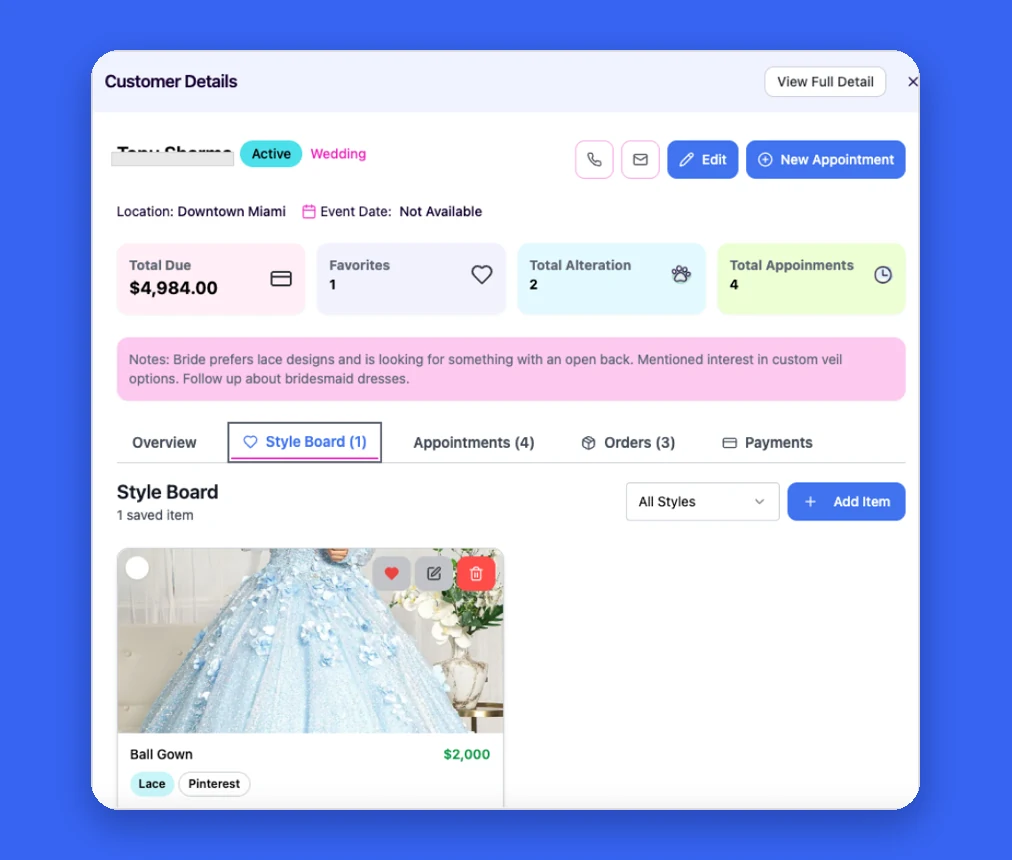 Customer Details
View Full Detail
Active
Wedding
Edit
New Appointment
Location: Downtown Miami
Event Date: Not Available
Total Due
$4,984.00
Favorites
1
Total Alteration
2
Total Appoinments
4
Notes: Bride prefers lace designs and is looking for something with an open back. Mentioned interest in custom veil
options. Follow up about bridesmaid dresses.
Overview
Style Board (1)
Appointments (4)
Orders (3)
Payments
Style Board
1 saved item
All Styles
Add Item
Ball Gown
$2,000
Lace
Pinterest